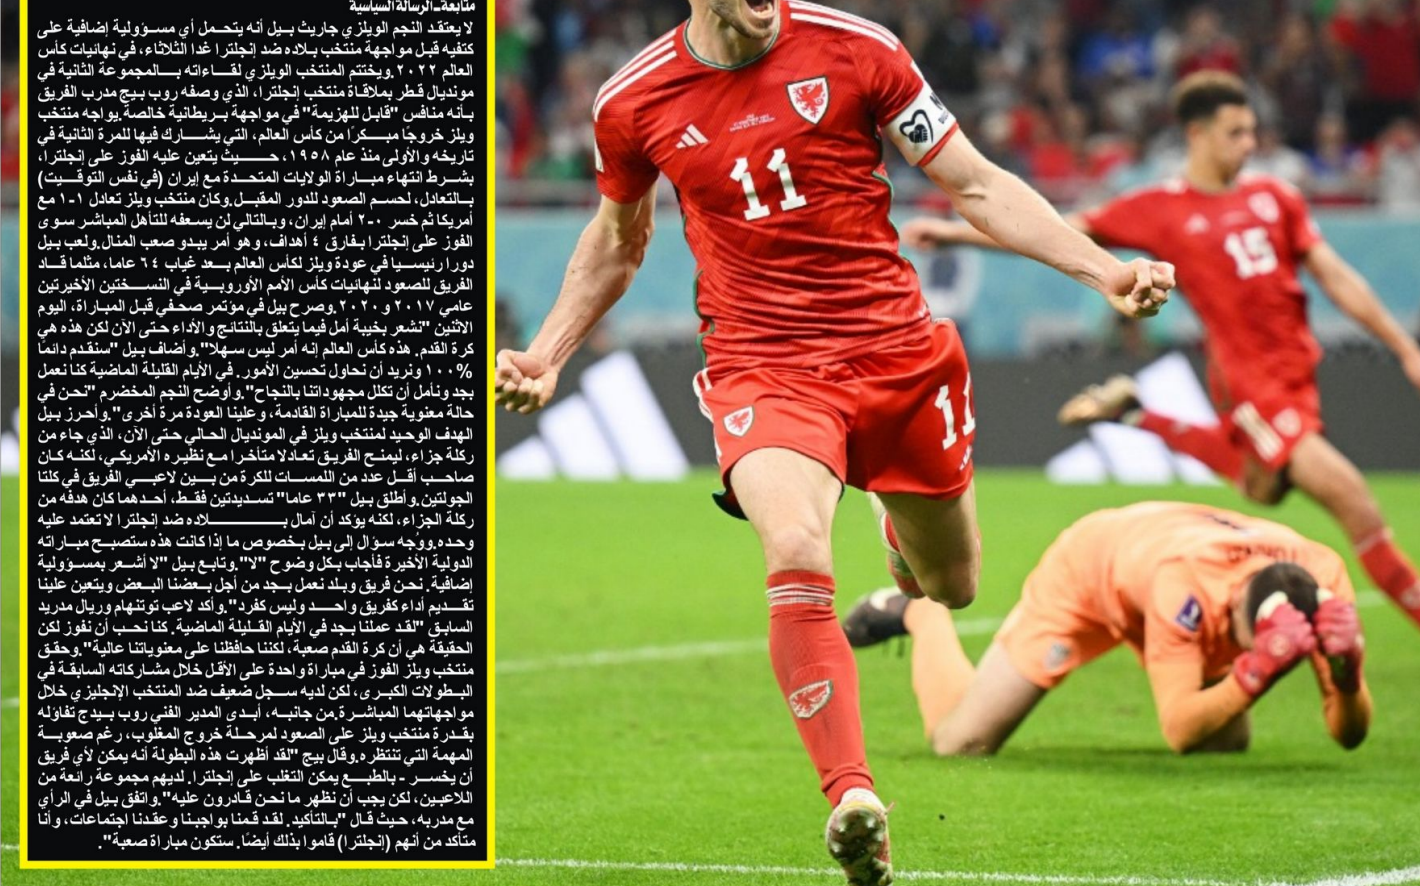 متابعة ـ الرسالة السياسية
لا يعتقد النجم الويلزي جاريث بيل أنه يتحمل أي مسؤولية إضافية على
كتفيه قبل مواجهة منتخب بلاده ضد إنجلترا غدا الثلاثاء، في نهائيات كأس
العالم ٢٠٢٢.ويختتم المنتخب الويلزي لقاءاته بالمجموعة الثانية في
مونديال قطر بملاقاة منتخب إنجلترا، الذي وصفه روب بيج مدرب الفريق
بأنه منافس "قابل للهزيمة" في مواجهة بريطانية خالصة.يواجه منتخب
ويلز خروجًا مبكرًا من كأس العالم، التي يشارك فيها للمرة الثانية في
تاريخه والأولى منذ عام ١٩٥٨، حيث يتعين عليه الفوز على إنجلترا،
بشرط انتهاء مباراة الولايات المتحدة مع إيران (في نفس التوقيت)
بالتعادل، لحسم الصعود للدور المقبل.وكان منتخب ويلز تعادل ١-١ مع
أمريكا ثم خسر ٠-٢ أمام إيران، وبالتالي لن يسعفه للتأهل المباشر سوى
الفوز على إنجلترا بفارق ٤ أهداف، وهو أمر يبدو صعب المنال.ولعب بيل
دورا رئيسيا في عودة ويلز لكأس العالم بعد غياب ٦٤ عاما، مثلما قاد
الفريق للصعود لنهائيات كأس الأمم الأوروبية في النسختين الأخيرتين
عامي ٢٠١٧ و٢٠٢٠.وصرح بيل في مؤتمر صحفي قبل المباراة، اليوم
الاثنين "نشعر بخيبة أمل فيما يتعلق بالنتائج والأداء حتى الآن لكن هذه هي
كرة القدم. هذه كأس العالم إنه أمر ليس سهلا".وأضاف بيل "سنقدم دائمًا
١٠٠% ونريد أن نحاول تحسين الأمور. في الأيام القليلة الماضية كنا نعمل
بجد ونأمل أن تكلل مجهوداتنا بالنجاح".وأوضح النجم المخضرم "نحن في
حالة معنوية جيدة للمباراة القادمة، وعلينا العودة مرة أخرى".وأحرز بيل
الهدف الوحيد لمنتخب ويلز في المونديال الحالي حتى الآن، الذي جاء من
ركلة جزاء، ليمنح الفريق تعادلا متأخرا مع نظيره الأمريكي، لكنه كان
صاحب أقل عدد من اللمسات للكرة من بين لاعبي الفريق في كلتا
الجولتين.وأطلق بيل "٣٣ عاما" تسديدتين فقط، أحدهما كان هدفه من
ركلة الجزاء، لكنه يؤكد أن آمال بلاده ضد إنجلترا لا تعتمد عليه
وحده.ووُجه سؤال إلى بيل بخصوص ما إذا كانت هذه ستصبح مباراته
الدولية الأخيرة فأجاب بكل وضوح "لا".وتابع بيل "لا أشعر بمسؤولية
إضافية. نحن فريق وبلد نعمل بجد من أجل بعضنا البعض ويتعين علينا
تقديم أداء كفريق واحد وليس كفرد".وأكد لاعب توتنهام وريال مدريد
السابق "لقد عملنا بجد في الأيام القليلة الماضية. كنا نحب أن نفوز لكن
الحقيقة هي أن كرة القدم صعبة، لكننا حافظنا على معنوياتنا عالية".وحقق
منتخب ويلز الفوز في مباراة واحدة على الأقل خلال مشاركاته السابقة في
البطولات الكبرى، لكن لديه سجل ضعيف ضد المنتخب الإنجليزي خلال
مواجهاتهما المباشرة.من جانبه، أبدى المدير الفني روب بيدج تفاؤله
بقدرة منتخب ويلز على الصعود لمرحلة خروج المغلوب، رغم صعوبة
المهمة التي تنتظره.وقال بيج "لقد أظهرت هذه البطولة أنه يمكن لأي فريق
أن يخسر - بالطبع يمكن التغلب على إنجلترا. لديهم مجموعة رائعة من
اللاعبين، لكن يجب أن نظهر ما نحن قادرون عليه".واتفق بيل في الرأي
مع مدربه، حيث قال "بالتأكيد. لقد قمنا بواجبنا وعقدنا اجتماعات، وأنا
متأكد من أنهم (إنجلترا) قاموا بذلك أيضًا. ستكون مباراة صعبة".
11
15
11